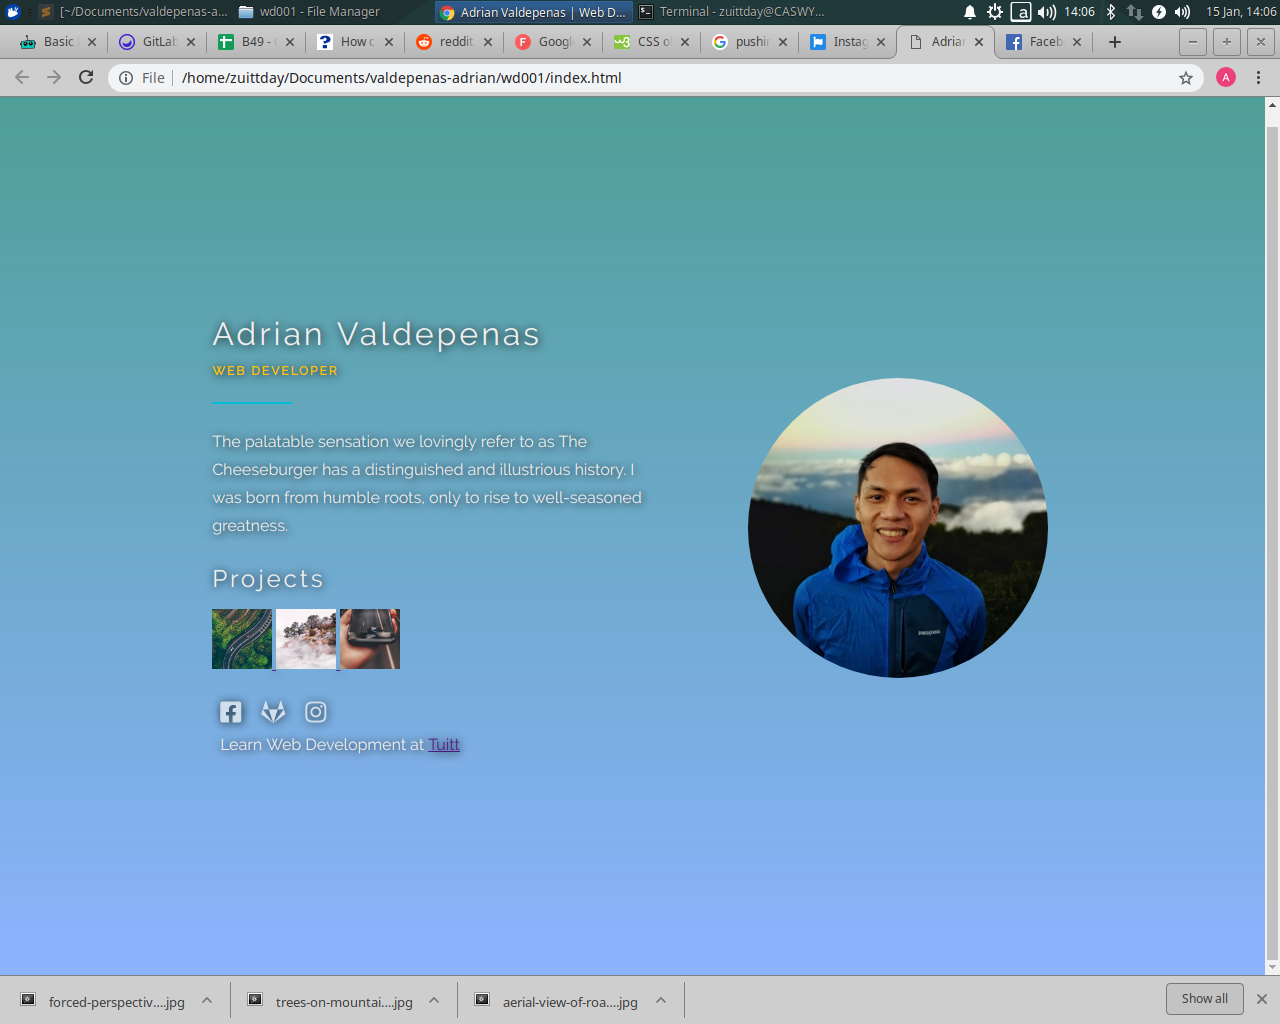 [~/Documents/valdepenas-a...
wd001 - File Manager
Adrian Valdepenas | Web D...
Terminal - zuittday@CASWY...
a
14:06
15 Jan, 14:06
Basic
GitLab
B49 -
How c
reddit
Googl
CSS o
pushi
Instag
Adria
Faceb
File
/home/zuittday/Documents/valdepenas-adrian/wd001/index.html
A
Adrian Valdepenas
WEB DEVELOPER
The palatable sensation we lovingly refer to as The
Cheeseburger has a distinguished and illustrious history. I
was born from humble roots, only to rise to well-seasoned
greatness.
patagonia
Projects
Learn Web Development at Tuitt
forced-perspectiv....jpg
trees-on-mountai....jpg
aerial-view-of-roa....jpg
Show all